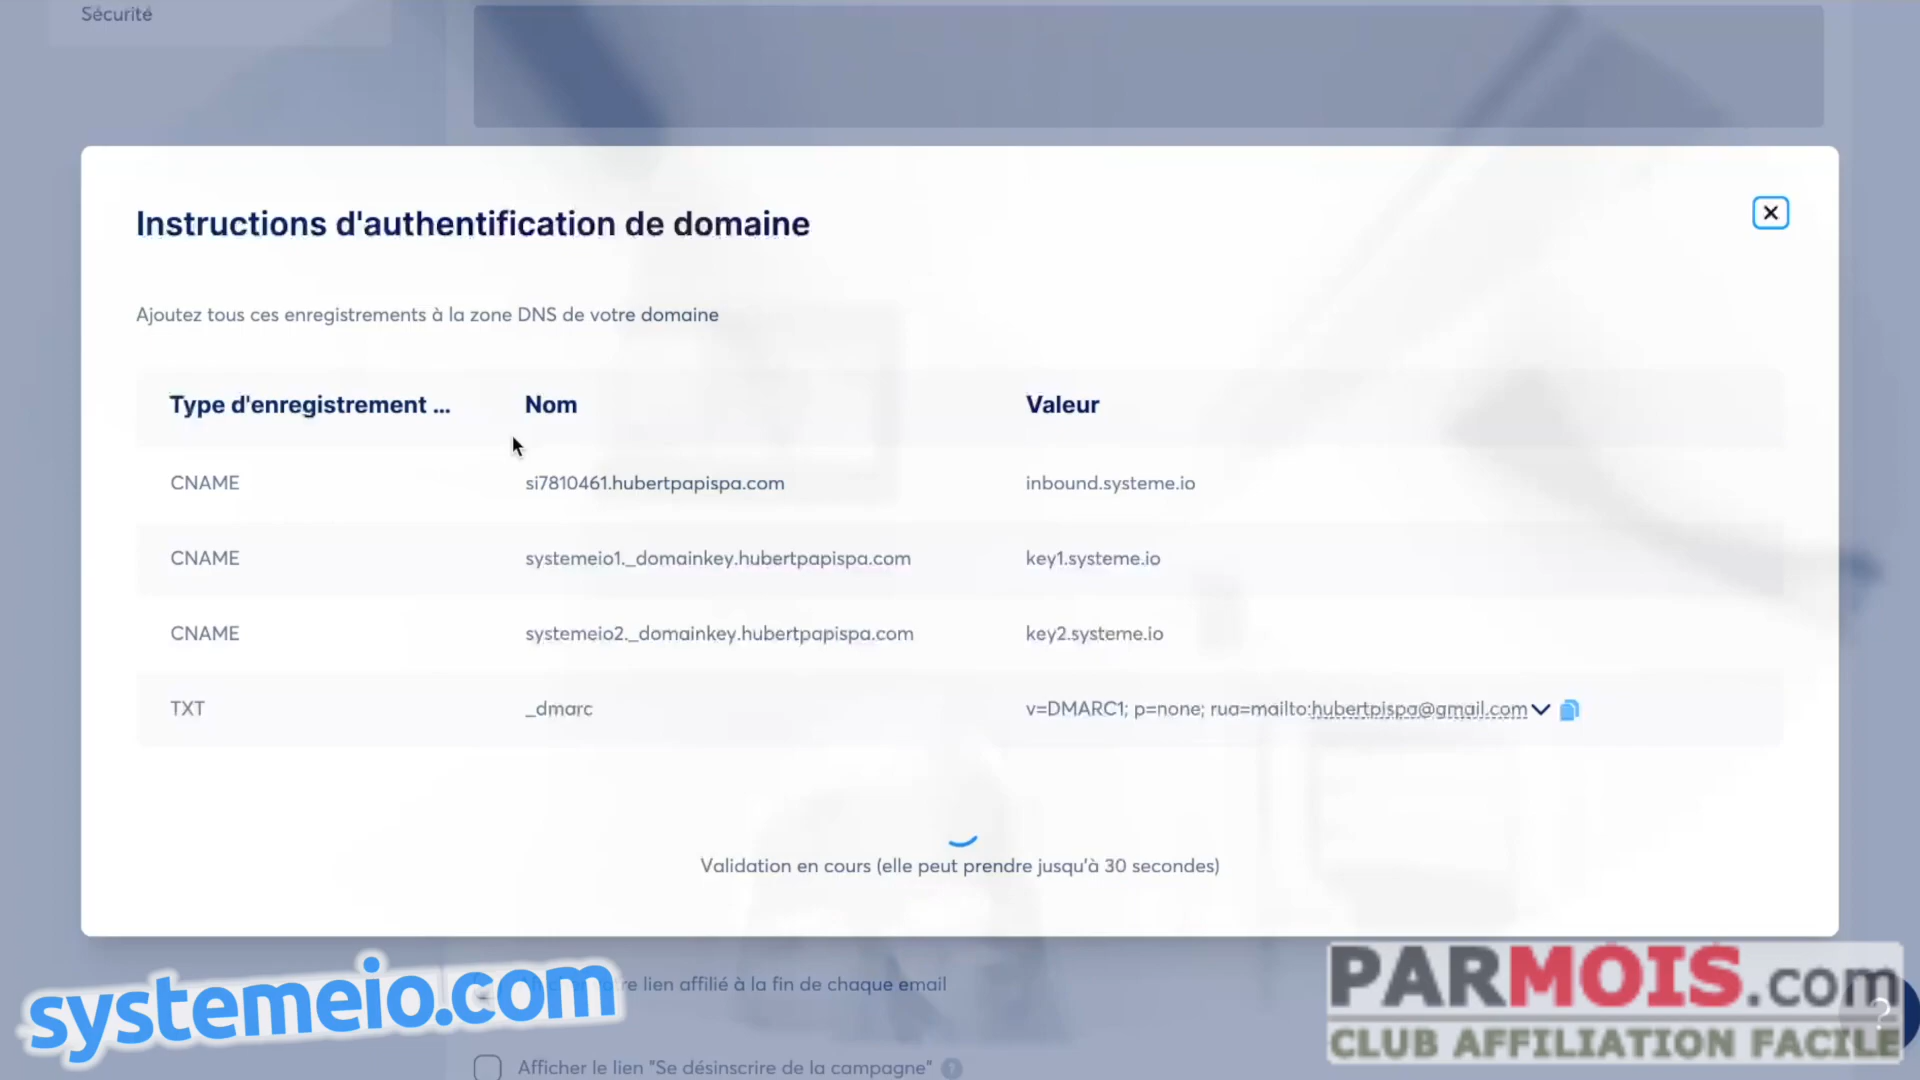 Sécurité
Instructions d'authentification de domaine
Ajoutez tous ces enregistrements à la zone DNS de votre domaine
Type d'enregistrement ... Nom Valeur
CNAME si7810461.hubertpapispa.com inbound.systeme.io
CNAME systemeio1._domainkey.hubertpapispa.com key1.systeme.io
CNAME systemeio2._domainkey.hubertpapispa.com key2.systeme.io
TXT _dmarc v=DMARC1; p=none; rua=mailto:hubertpispa@gmail.com
Validation en cours (elle peut prendre jusqu'à 30 secondes)
lien affilié à la fin de chaque email
Afficher le lien "Se désinscrire de la campagne" ?
systemeio.com
PARMOIS.com
CLUB AFFILIATION FACILE
?